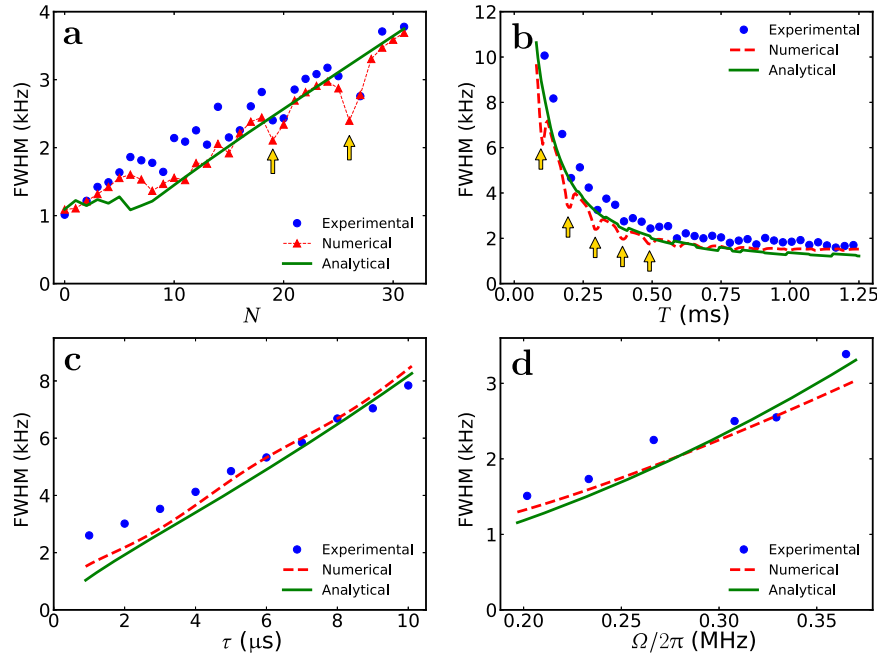 a
FWHM (kHz)
4
3
2
1
0
0
10
20
30
N
Experimental
Numerical
Analytical
b
FWHM (kHz)
12
10
8
6
4
2
0
0.00
0.25
0.50
0.75
1.00
1.25
T (ms)
Experimental
Numerical
Analytical
c
FWHM (kHz)
8
6
4
2
0
2
4
6
8
10
τ (μs)
Experimental
Numerical
Analytical
d
FWHM (kHz)
3
2
1
0
0.20
0.25
0.30
0.35
Ω/2π (MHz)
Experimental
Numerical
Analytical